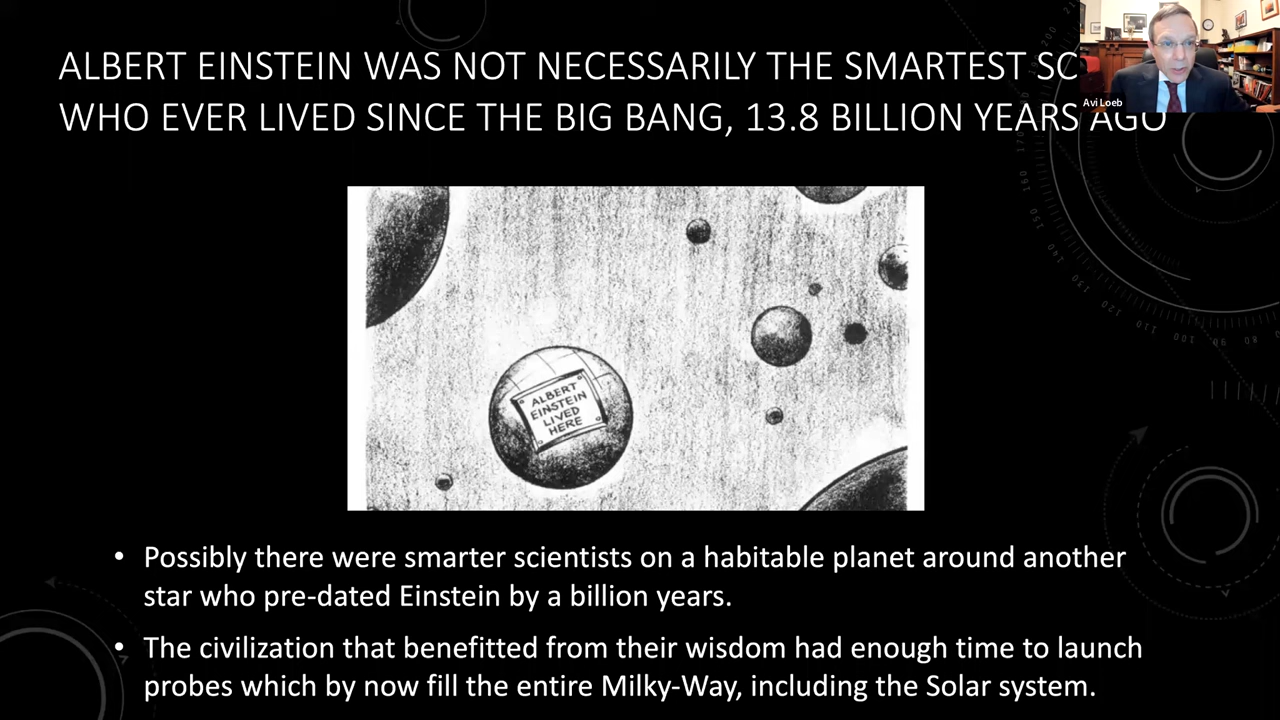 ALBERT EINSTEIN WAS NOT NECESSARILY THE SMARTEST
WHO EVER LIVED SINCE THE BIG BANG, 13.8 BILLION YEARS AGO
Avi Loeb
ALBERT
EINSTEIN
LIVED
HERE
• Possibly there were smarter scientists on a habitable planet around another
star who pre-dated Einstein by a billion years.
• The civilization that benefitted from their wisdom had enough time to launch
probes which by now fill the entire Milky-Way, including the Solar system.